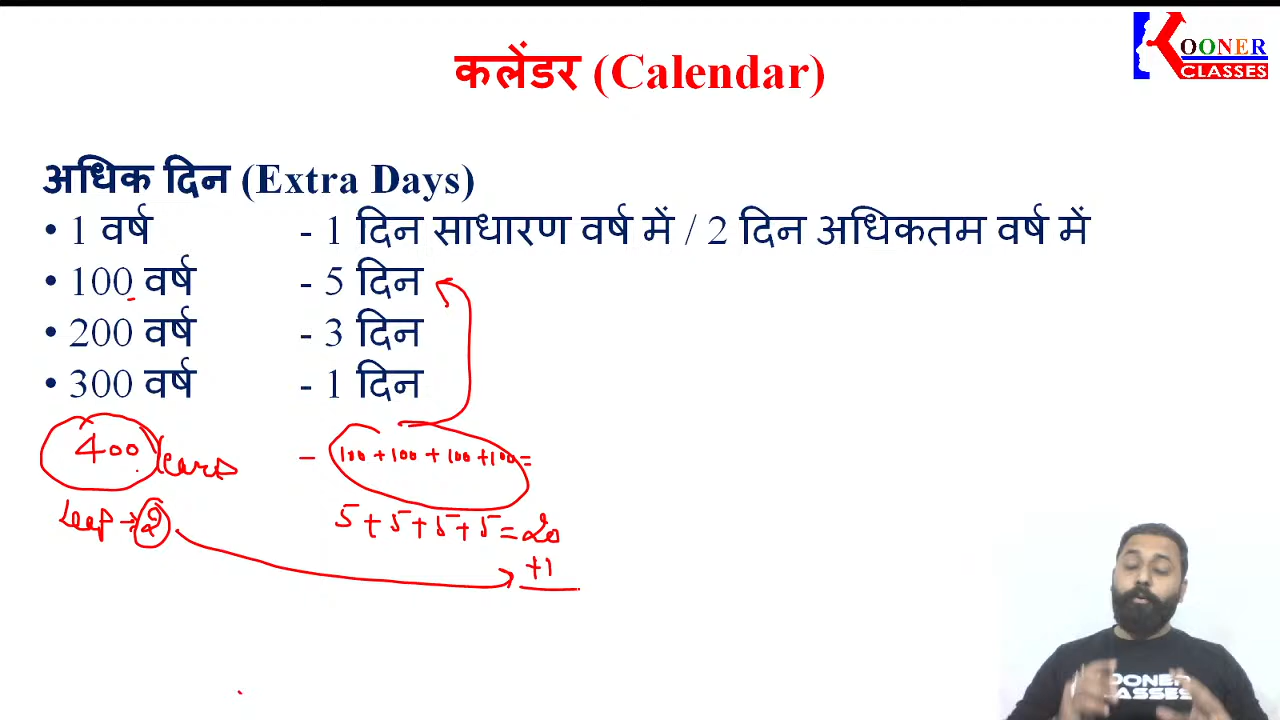 कलेंडर (Calendar)
KOONER
CLASSES
अधिक दिन (Extra Days)
• 1 वर्ष - 1 दिन साधारण वर्ष में / 2 दिन अधिकतम वर्ष में
• 100 वर्ष - 5 दिन
• 200 वर्ष - 3 दिन
• 300 वर्ष - 1 दिन
400 Years - 100 + 100 + 100 + 100 =
Leap → 2 5 + 5 + 5 + 5 = 20
+1
OONER
CLASSES